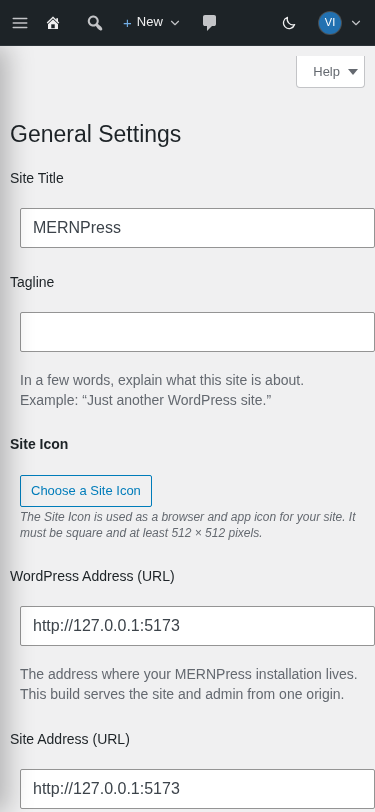 + New
VI
Help
General Settings
Site Title
MERNPress
Tagline
In a few words, explain what this site is about.
Example: “Just another WordPress site.”
Site Icon
Choose a Site Icon
The Site Icon is used as a browser and app icon for your site. It
must be square and at least 512 × 512 pixels.
WordPress Address (URL)
http://127.0.0.1:5173
The address where your MERNPress installation lives.
This build serves the site and admin from one origin.
Site Address (URL)
http://127.0.0.1:5173